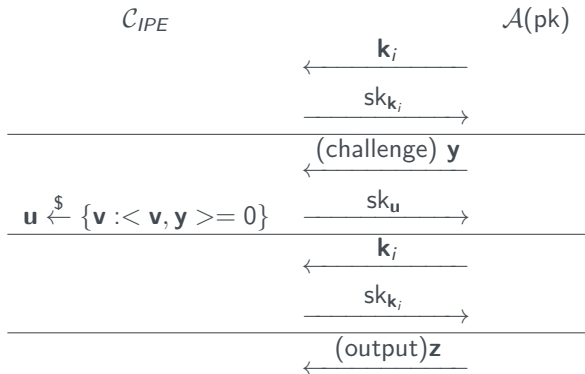 𝒞_IPE 𝒜(pk)
k_i
sk_{k_i}
(challenge) y
u ←$ {v :< v, y >= 0} sk_u
k_i
sk_{k_i}
(output)z